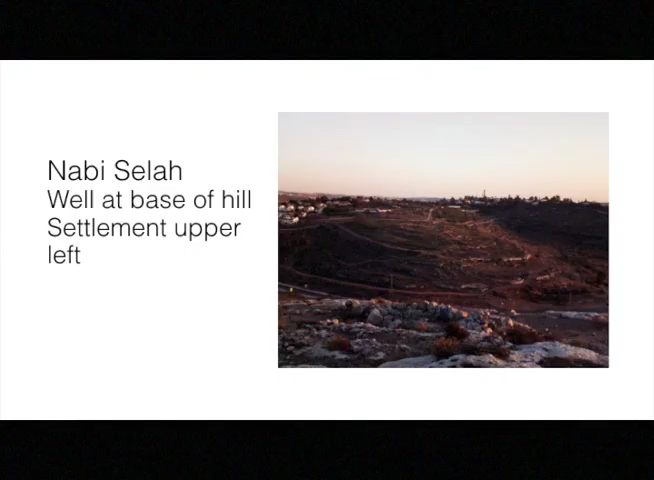 Nabi Selah
Well at base of hill
Settlement upper
left